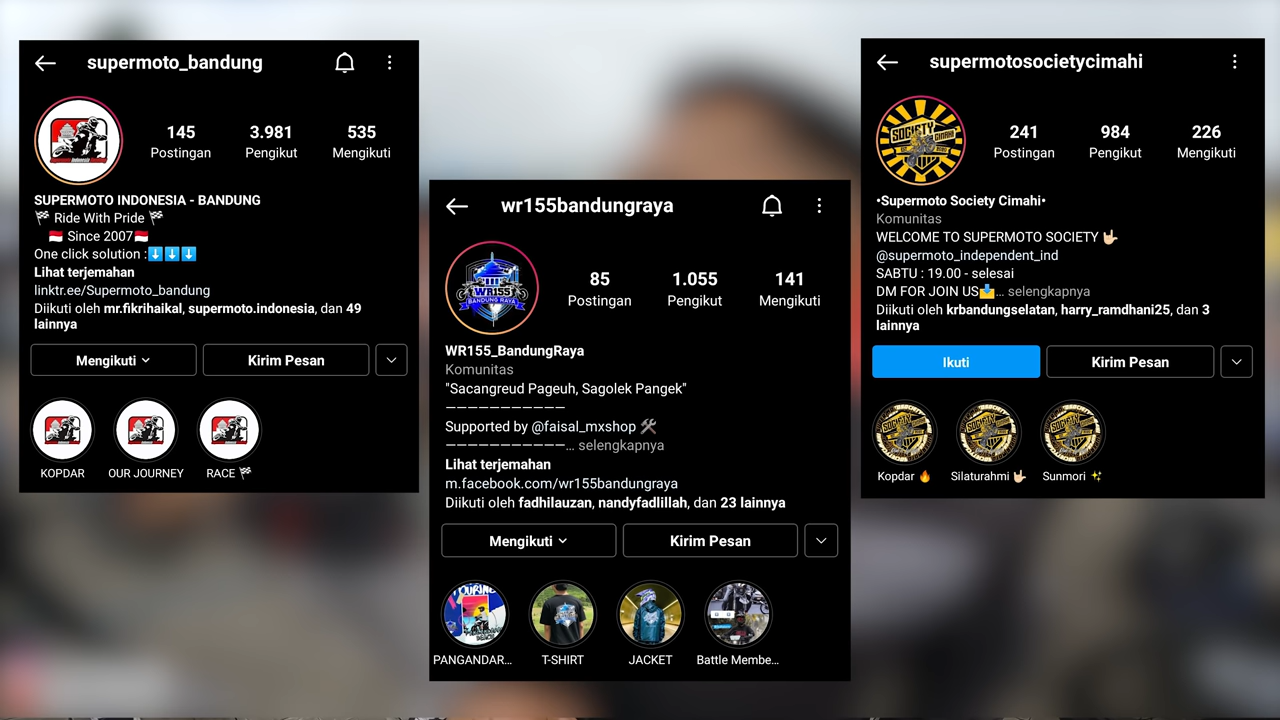 supermoto_bandung
145
3.981
535
Postingan
Pengikut
Mengikuti
SUPERMOTO INDONESIA - BANDUNG
🏁 Ride With Pride 🏁
🇮🇩 Since 2007🇮🇩
One click solution :⬇️⬇️⬇️
Lihat terjemahan
linktr.ee/Supermoto_bandung
Diikuti oleh mr.fikrihaikal, supermoto.indonesia, dan 49
lainnya
Mengikuti
Kirim Pesan
KOPDAR
OUR JOURNEY
RACE 🏁
wr155bandungraya
WR155
BANDUNG RAYA
85
1.055
141
Postingan
Pengikut
Mengikuti
WR155_BandungRaya
Komunitas
"Sacangreud Pageuh, Sagolek Pangek"
———————————
Supported by @faisal_mxshop 🛠️
———————————... selengkapnya
Lihat terjemahan
m.facebook.com/wr155bandungraya
Diikuti oleh fadhilauzan, nandyfadlillah, dan 23 lainnya
Mengikuti
Kirim Pesan
PANGANDAR...
T-SHIRT
JACKET
Battle Membe...
supermotosocietycimahi
SOCIETY
CIMAHI
241
984
226
Postingan
Pengikut
Mengikuti
•Supermoto Society Cimahi•
Komunitas
WELCOME TO SUPERMOTO SOCIETY 🤟🏻
@supermoto_independent_ind
SABTU : 19.00 - selesai
DM FOR JOIN US📩... selengkapnya
Diikuti oleh krbandungselatan, harry_ramdhani25, dan 3
lainnya
Ikuti
Kirim Pesan
Kopdar 🔥
Silaturahmi 🤟🏻
Sunmori ✨